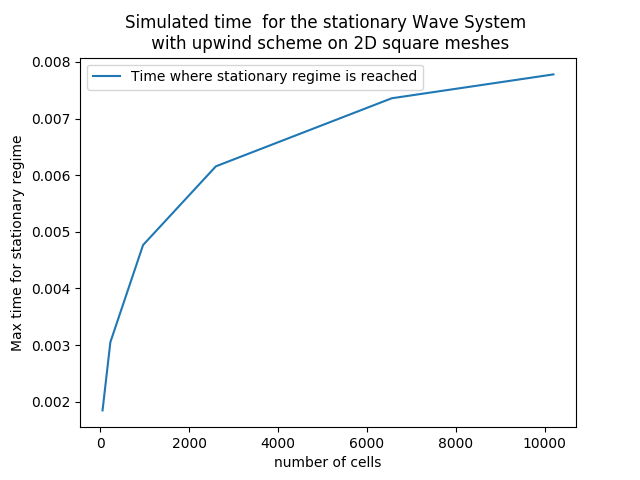 Simulated time  for the stationary Wave System
with upwind scheme on 2D square meshes
Time where stationary regime is reached
Max time for stationary regime
0.008
0.007
0.006
0.005
0.004
0.003
0.002
0 2000 4000 6000 8000 10000
number of cells